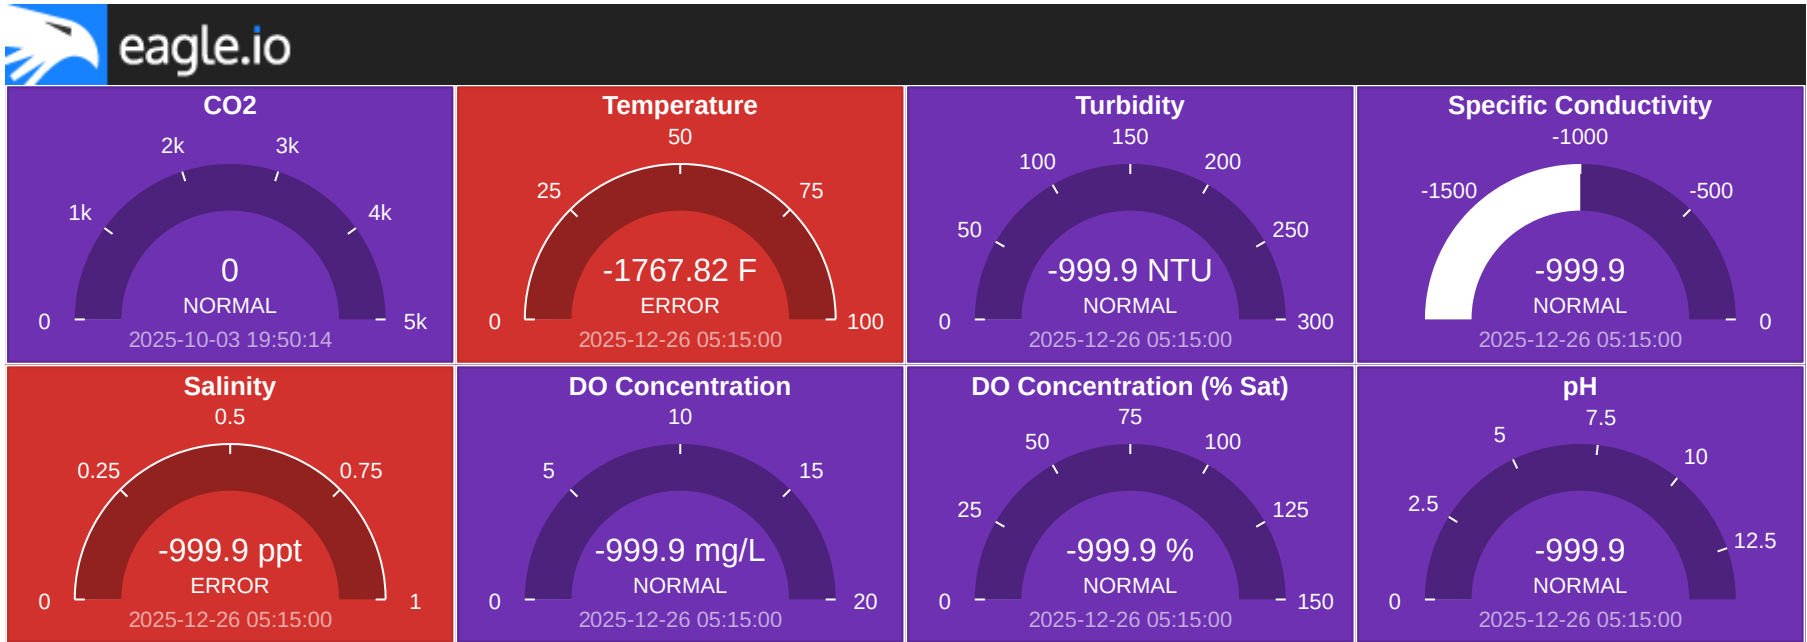 eagle.io
CO2
2k
3k
1k
4k
0
NORMAL
0
5k
2025-10-03 19:50:14
Temperature
50
25
75
-1767.82 F
ERROR
0
100
2025-12-26 05:15:00
Turbidity
150
100
200
50
250
-999.9 NTU
NORMAL
0
300
2025-12-26 05:15:00
Specific Conductivity
-1000
-1500
-500
-999.9
NORMAL
0
2025-12-26 05:15:00
Salinity
0.5
0.25
0.75
-999.9 ppt
ERROR
0
1
2025-12-26 05:15:00
DO Concentration
10
5
15
-999.9 mg/L
NORMAL
0
20
2025-12-26 05:15:00
DO Concentration (% Sat)
75
50
100
25
125
-999.9 %
NORMAL
0
150
2025-12-26 05:15:00
pH
7.5
5
10
2.5
12.5
-999.9
NORMAL
0
2025-12-26 05:15:00